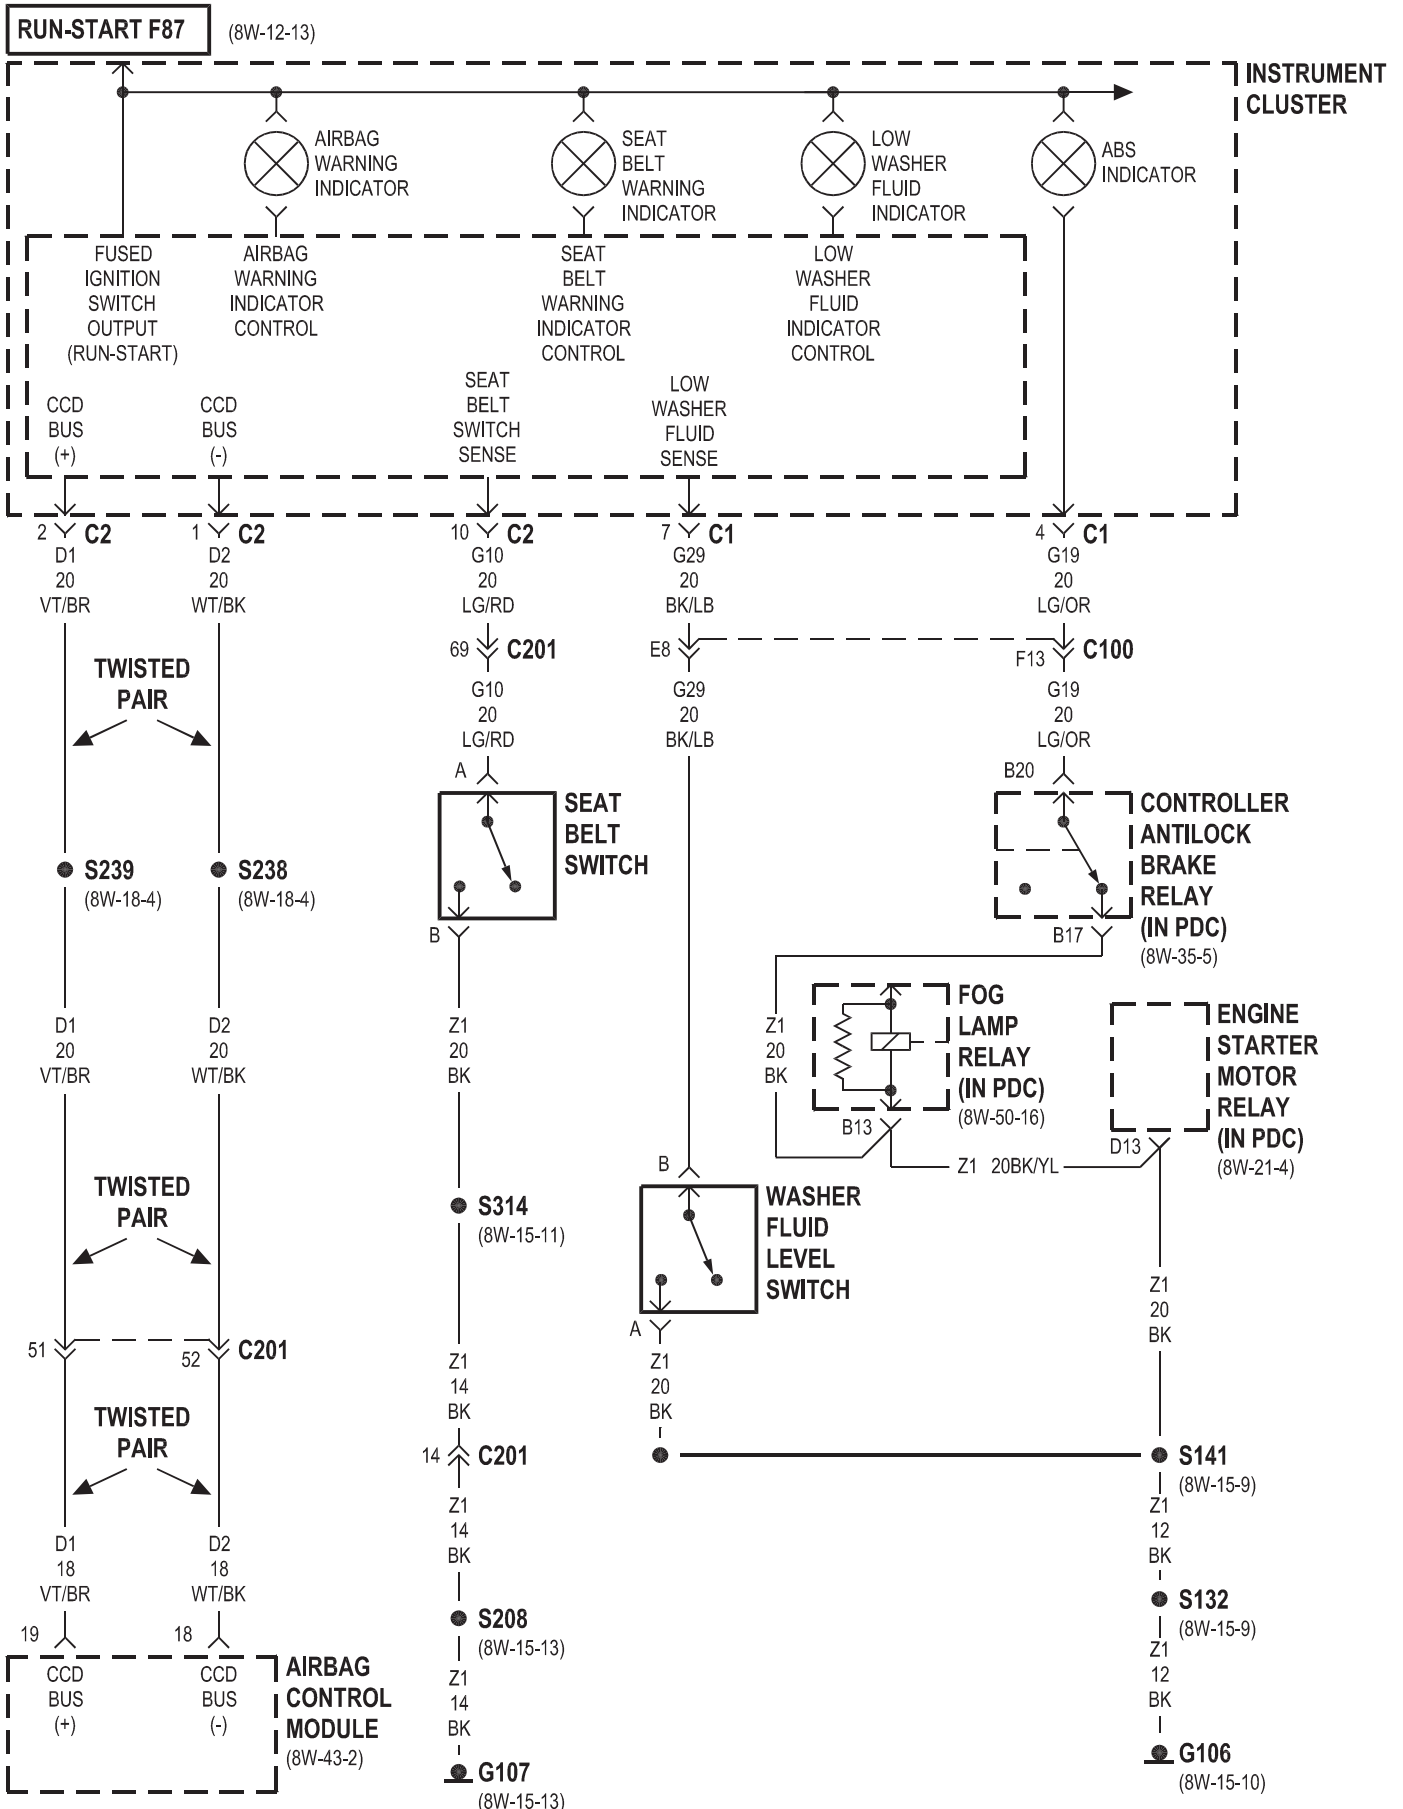 RUN-START F87
(8W-12-13)
INSTRUMENT
CLUSTER
AIRBAG
WARNING
INDICATOR
SEAT
BELT
WARNING
INDICATOR
LOW
WASHER
FLUID
INDICATOR
ABS
INDICATOR
FUSED
IGNITION
SWITCH
OUTPUT
(RUN-START)
AIRBAG
WARNING
INDICATOR
CONTROL
SEAT
BELT
WARNING
INDICATOR
CONTROL
LOW
WASHER
FLUID
INDICATOR
CONTROL
CCD
BUS
(+)
CCD
BUS
(-)
SEAT
BELT
SWITCH
SENSE
LOW
WASHER
FLUID
SENSE
2 C2
D1
20
VT/BR
1 C2
D2
20
WT/BK
10 C2
G10
20
LG/RD
7 C1
G29
20
BK/LB
4 C1
G19
20
LG/OR
69 C201
G10
20
LG/RD
E8
G29
20
BK/LB
F13 C100
G19
20
LG/OR
TWISTED
PAIR
A
SEAT
BELT
SWITCH
B
B20
CONTROLLER
ANTILOCK
BRAKE
RELAY
(IN PDC)
(8W-35-5)
B17
S239
(8W-18-4)
S238
(8W-18-4)
D1
20
VT/BR
D2
20
WT/BK
Z1
20
BK
Z1
20
BK
FOG
LAMP
RELAY
(IN PDC)
(8W-50-16)
B13
ENGINE
STARTER
MOTOR
RELAY
(IN PDC)
(8W-21-4)
D13
Z1 20BK/YL
TWISTED
PAIR
S314
(8W-15-11)
B
WASHER
FLUID
LEVEL
SWITCH
A
Z1
20
BK
51
52 C201
Z1
14
BK
Z1
20
BK
TWISTED
PAIR
14 C201
S141
(8W-15-9)
Z1
14
BK
Z1
12
BK
D1
18
VT/BR
D2
18
WT/BK
S208
(8W-15-13)
S132
(8W-15-9)
19
18
CCD
BUS
(+)
CCD
BUS
(-)
AIRBAG
CONTROL
MODULE
(8W-43-2)
Z1
14
BK
Z1
12
BK
G107
(8W-15-13)
G106
(8W-15-10)